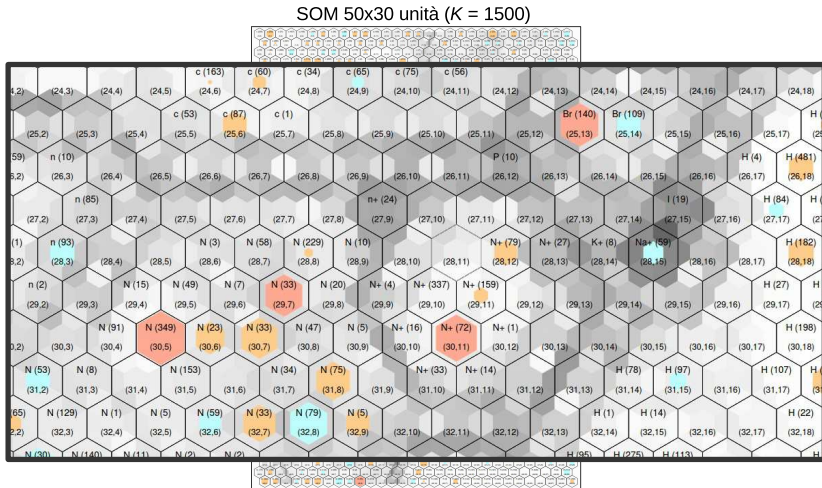 SOM 50x30 unità (K = 1500)
c (163) c (60) c (34) c (65) c (75) c (56)
(24,3) (24,4) (24,5) (24,6) (24,7) (24,8) (24,9) (24,10) (24,11) (24,12) (24,13) (24,14) (24,15) (24,16) (24,17) (24,18)
c (53) c (87) c (1) Br (140) Br (109)
(25,2) (25,3) (25,4) (25,5) (25,6) (25,7) (25,8) (25,9) (25,10) (25,11) (25,12) (25,13) (25,14) (25,15) (25,16) (25,17)
n (10) P (10) H (4) H (481)
(26,3) (26,4) (26,5) (26,6) (26,7) (26,8) (26,9) (26,10) (26,11) (26,12) (26,13) (26,14) (26,15) (26,16) (26,17) (26,18)
n (85) n+ (24) I (19) H (84)
(27,2) (27,3) (27,4) (27,5) (27,6) (27,7) (27,8) (27,9) (27,10) (27,11) (27,12) (27,13) (27,14) (27,15) (27,16) (27,17)
n (93) N (3) N (58) N (229) N (10) N+ (79) N+ (27) K+ (8) Na+ (59) H (182)
(28,3) (28,4) (28,5) (28,6) (28,7) (28,8) (28,9) (28,10) (28,11) (28,12) (28,13) (28,14) (28,15) (28,16) (28,17) (28,18)
n (2) N (15) N (49) N (7) N (33) N (20) N+ (4) N+ (337) N+ (159) H (27)
(29,2) (29,3) (29,4) (29,5) (29,6) (29,7) (29,8) (29,9) (29,10) (29,11) (29,12) (29,13) (29,14) (29,15) (29,16) (29,17)
N (91) N (349) N (23) N (33) N (47) N (5) N+ (16) N+ (72) N+ (1) H (198)
(30,3) (30,4) (30,5) (30,6) (30,7) (30,8) (30,9) (30,10) (30,11) (30,12) (30,13) (30,14) (30,15) (30,16) (30,17) (30,18)
N (53) N (8) N (153) N (34) N (75) N+ (33) N+ (14) H (78) H (97) H (107)
(31,2) (31,3) (31,4) (31,5) (31,6) (31,7) (31,8) (31,9) (31,10) (31,11) (31,12) (31,13) (31,14) (31,15) (31,16) (31,17)
N (129) N (1) N (5) N (59) N (33) N (79) N (5) H (1) H (14) H (22)
(32,3) (32,4) (32,5) (32,6) (32,7) (32,8) (32,9) (32,10) (32,11) (32,12) (32,13) (32,14) (32,15) (32,16) (32,17) (32,18)
N (30) N (140) N (11) N (2) N (2) H (95) H (275) H (113)